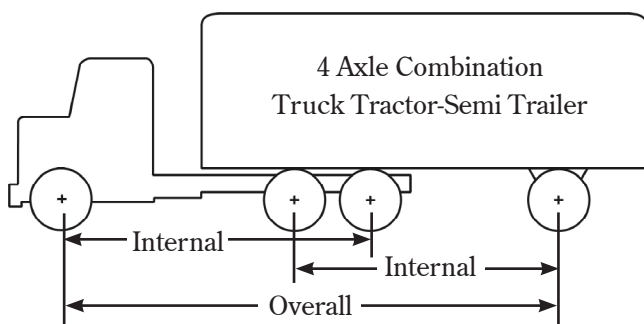 4 Axle Combination
Truck Tractor-Semi Trailer
Internal
Internal
Overall